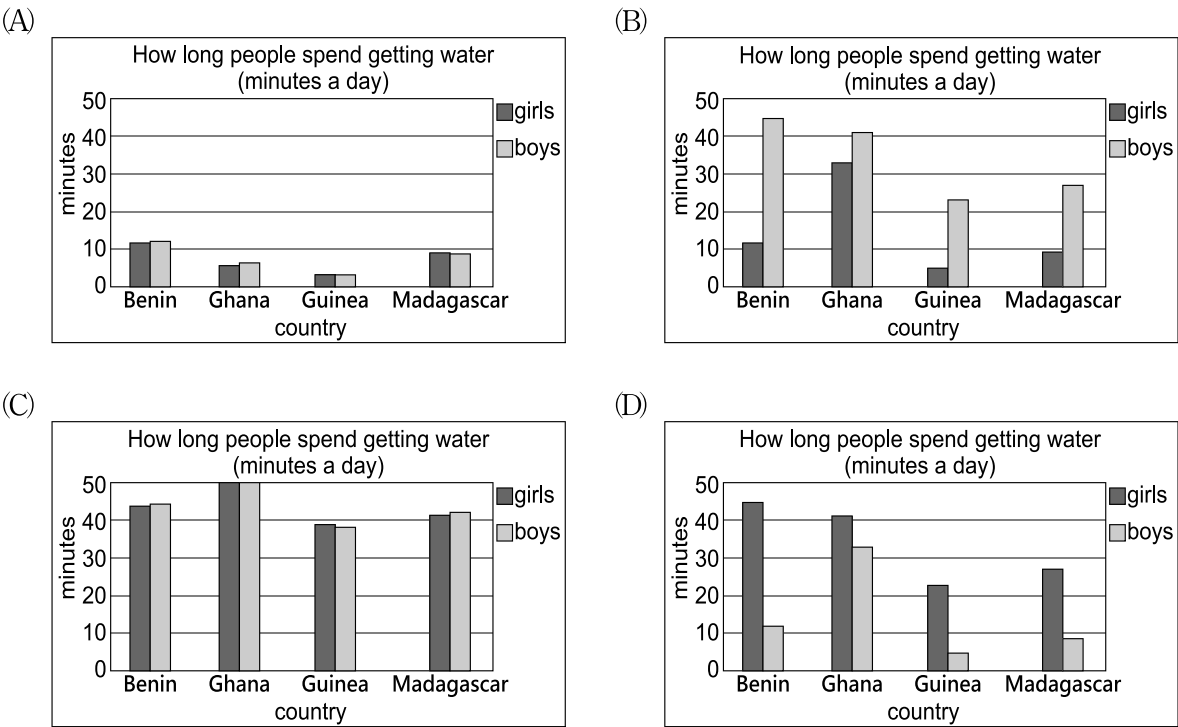 (A)
How long people spend getting water
(minutes a day)
minutes
50
40
30
20
10
0
girls
boys
Benin Ghana Guinea Madagascar
country
(B)
How long people spend getting water
(minutes a day)
minutes
50
40
30
20
10
0
girls
boys
Benin Ghana Guinea Madagascar
country
(C)
How long people spend getting water
(minutes a day)
minutes
50
40
30
20
10
0
girls
boys
Benin Ghana Guinea Madagascar
country
(D)
How long people spend getting water
(minutes a day)
minutes
50
40
30
20
10
0
girls
boys
Benin Ghana Guinea Madagascar
country